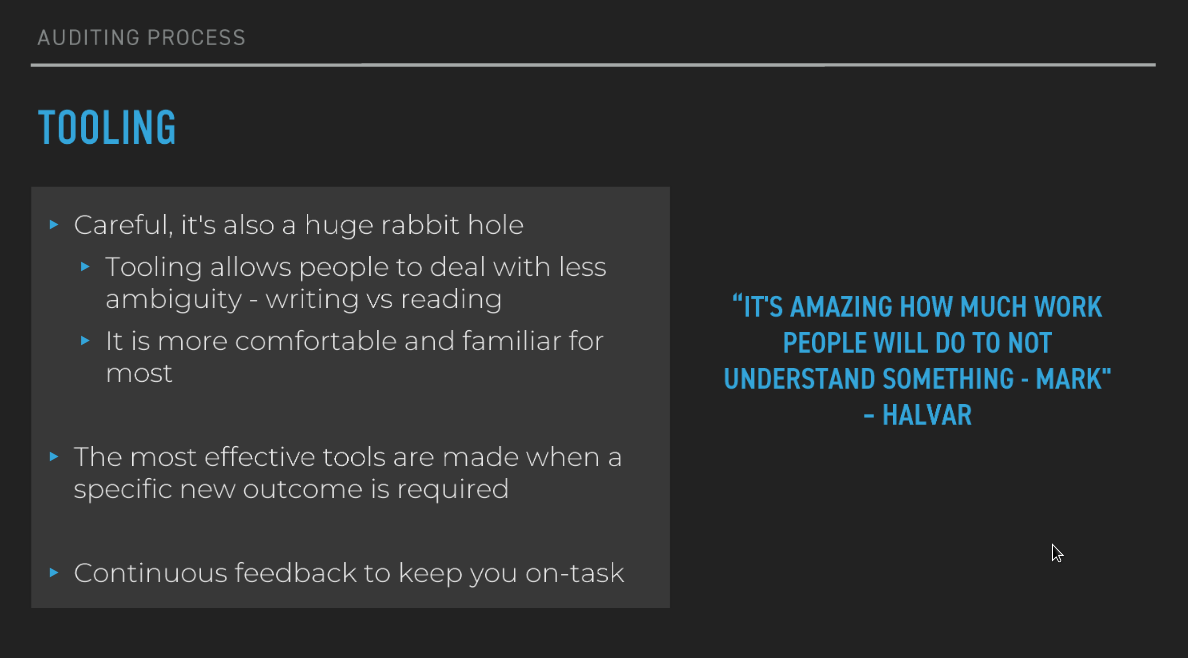 AUDITING PROCESS
TOOLING
Careful, it's also a huge rabbit hole
Tooling allows people to deal with less
ambiguity - writing vs reading
It is more comfortable and familiar for
most
The most effective tools are made when a
specific new outcome is required
Continuous feedback to keep you on-task
“IT'S AMAZING HOW MUCH WORK
PEOPLE WILL DO TO NOT
UNDERSTAND SOMETHING - MARK"
– HALVAR